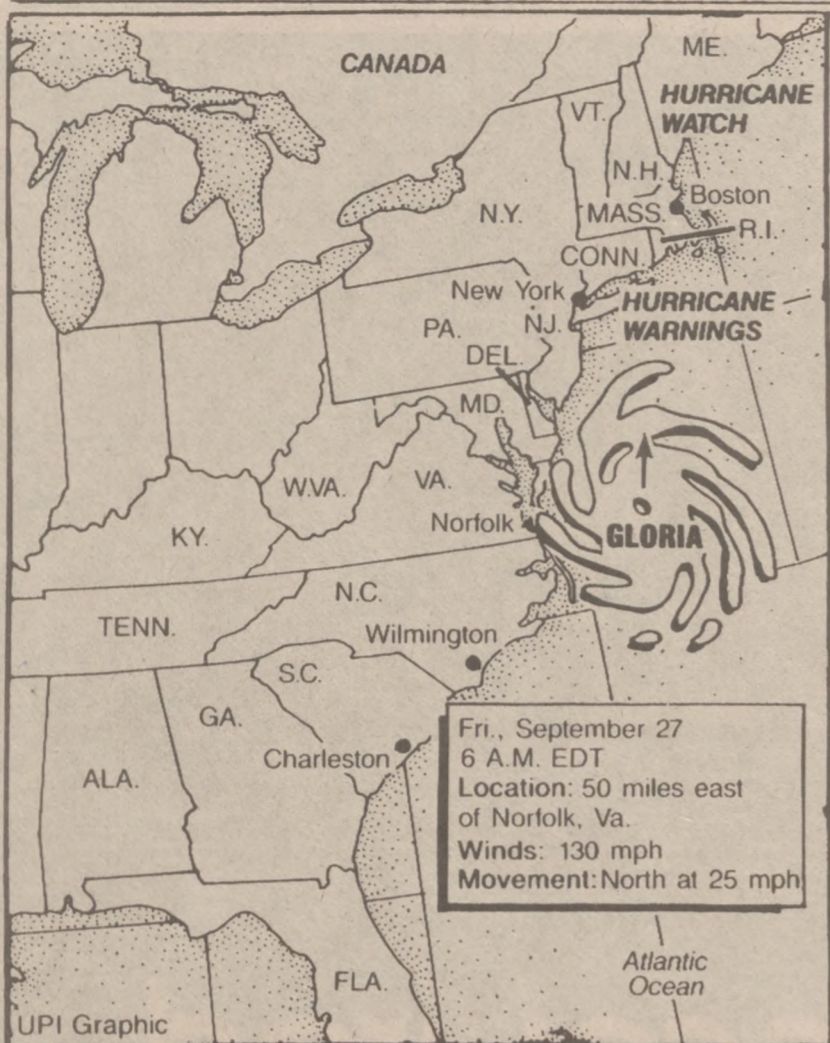 CANADA
ME.
HURRICANE
WATCH
VT.
N.H.
Boston
N.Y.
MASS.
R.I.
CONN.
New York
HURRICANE
WARNINGS
PA.
NJ.
DEL.
MD.
W.VA.
VA.
Norfolk
GLORIA
KY.
N.C.
TENN.
Wilmington
S.C.
GA.
Charleston
ALA.
Fri., September 27
6 A.M. EDT
Location: 50 miles east
of Norfolk, Va.
Winds: 130 mph
Movement: North at 25 mph
Atlantic
Ocean
FLA.
UPI Graphic